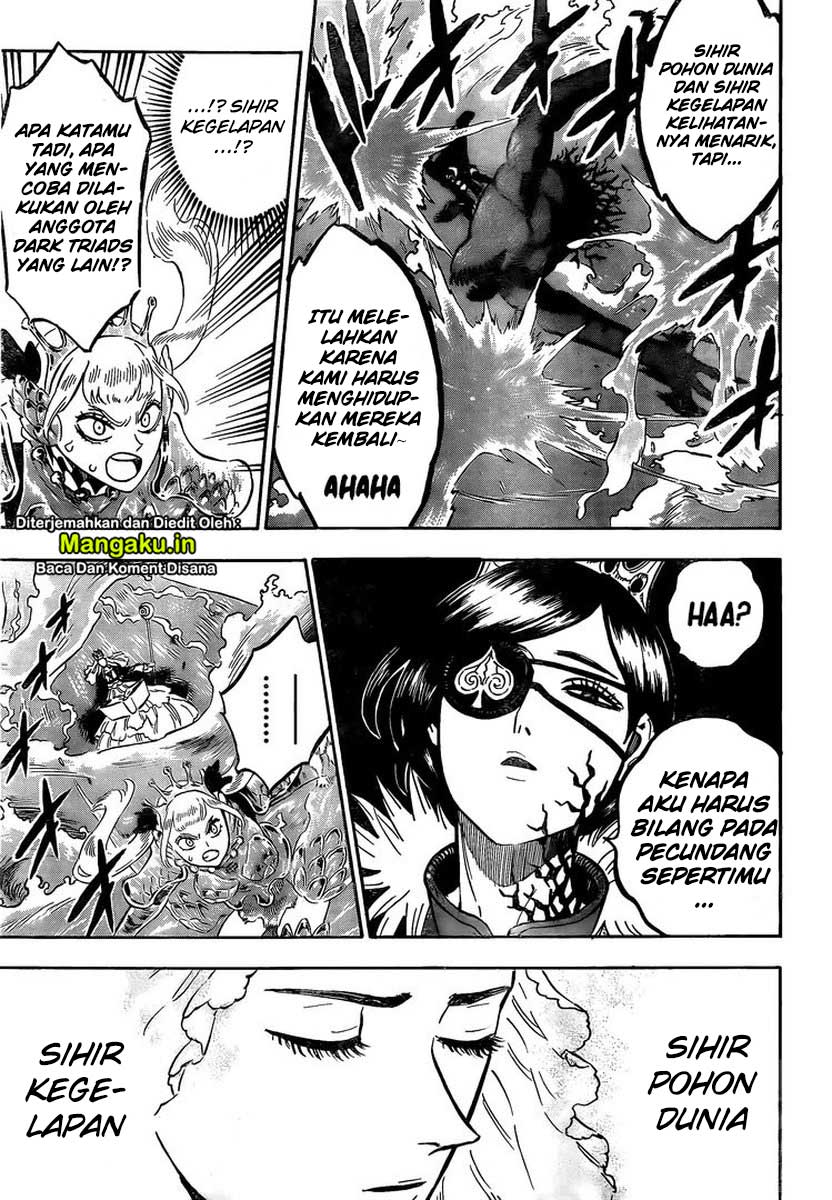 SIHIR
POHON
DUNIA
DAN SIHIR
KEGELAPAN
KELIHATAN-
NYA MENARIK,
TAPI...
ITU MELE-
LAHKAN
KARENA
KAMI HARUS
MENGHIDUP-
KAN MEREKA
KEMBALI~
AHAHA
...!? SIHIR
KEGELAPAN
...!?
APA KATAMU
TADI, APA
YANG MEN-
COBA DILA-
KUKAN OLEH
ANGGOTA
DARK TRIADS
YANG LAIN!?
Diterjemahkan dan Diedit Oleh :
Mangaku.in
Baca Dan Koment Disana
HAA?
KENAPA
AKU HARUS
BILANG PADA
PECUNDANG
SEPERTIMU
...
SIHIR
POHON
DUNIA
SIHIR
KEGE-
LAPAN